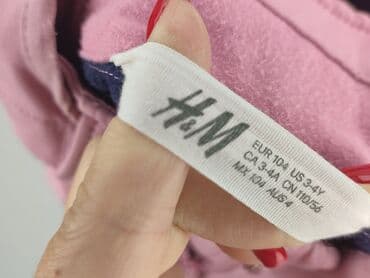 H&M
EUR 104 US 3-4Y
CA 3-4A CN 110/56
MX 104 AUS 4